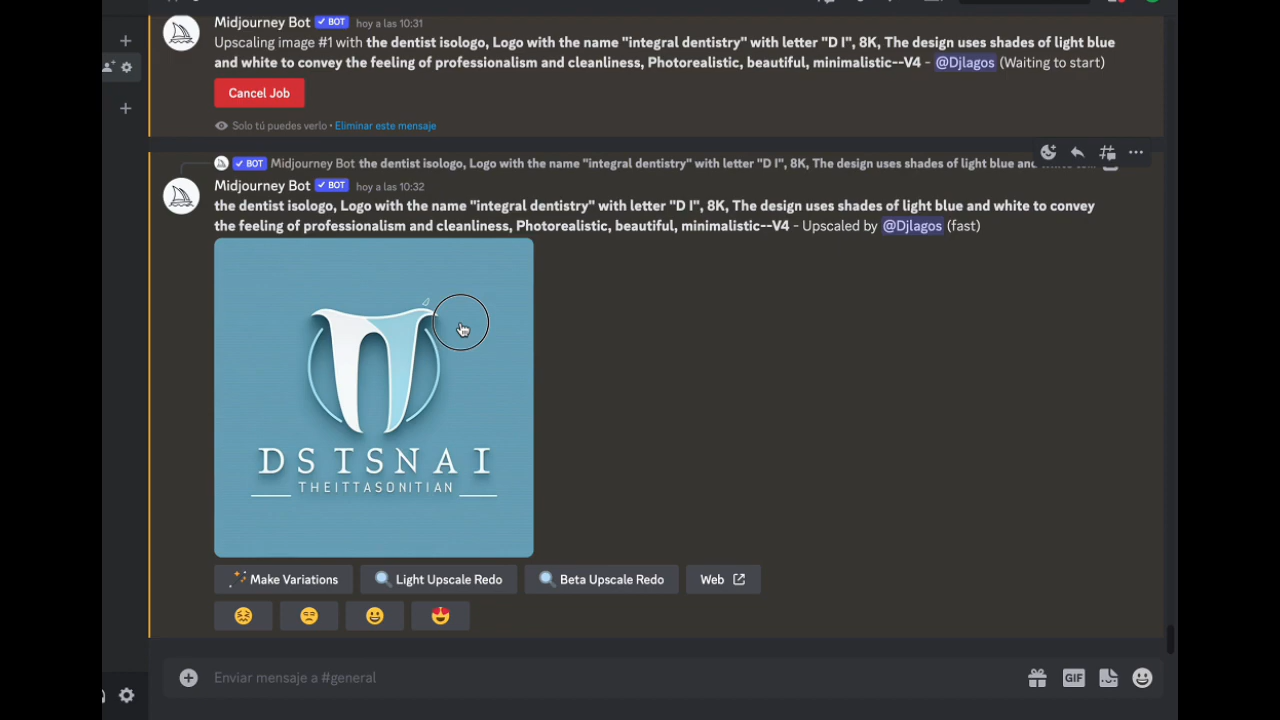 Midjourney Bot ✓ BOT hoy a las 10:31
Upscaling image #1 with the dentist isologo, Logo with the name "integral dentistry" with letter "D I", 8K, The design uses shades of light blue
and white to convey the feeling of professionalism and cleanliness, Photorealistic, beautiful, minimalistic--V4 - @Djlagos (Waiting to start)
Cancel Job
Solo tú puedes verlo • Eliminar este mensaje
✓ BOT Midjourney Bot the dentist isologo, Logo with the name "integral dentistry" with letter "D I", 8K, The design uses shades of light blue and
Midjourney Bot ✓ BOT hoy a las 10:32
the dentist isologo, Logo with the name "integral dentistry" with letter "D I", 8K, The design uses shades of light blue and white to convey
the feeling of professionalism and cleanliness, Photorealistic, beautiful, minimalistic--V4 - Upscaled by @Djlagos (fast)
DSTSNAI
THEITTASONITIAN
Make Variations Light Upscale Redo Beta Upscale Redo Web
Enviar mensaje a #general GIF